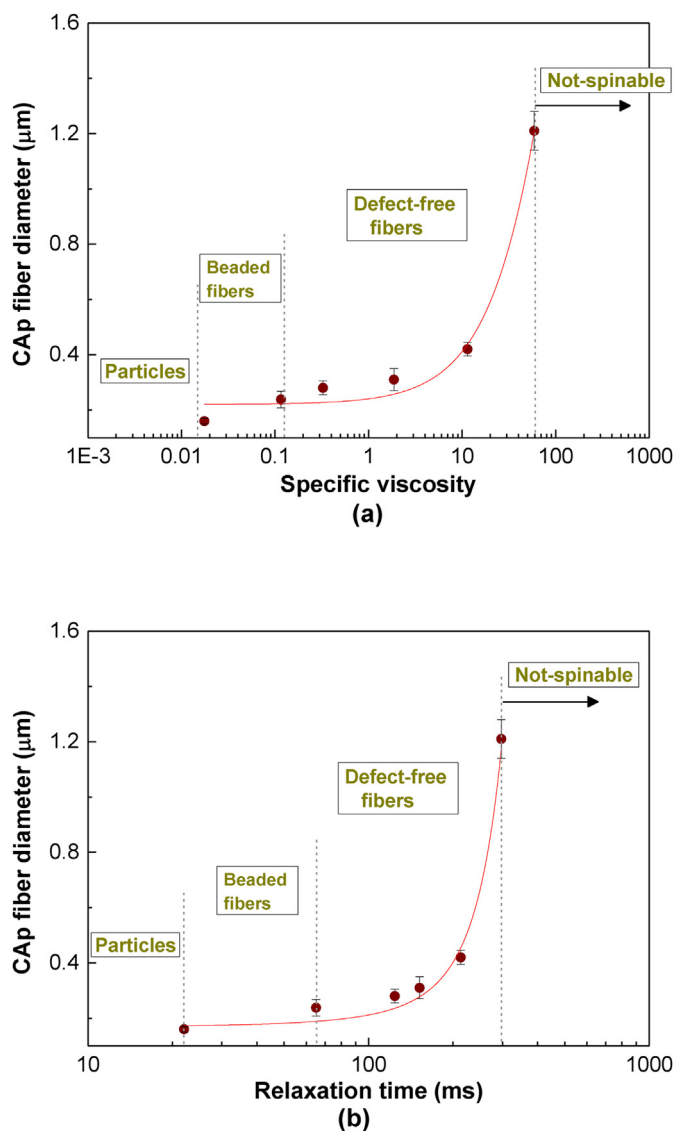 1.6
Not-spinable
CAp fiber diameter (μm)
1.2
Defect-free
fibers
0.8
Beaded
fibers
Particles
0.4
1E-3 0.01 0.1 1 10 100 1000
Specific viscosity
(a)
1.6
Not-spinable
CAp fiber diameter (μm)
1.2
Defect-free
fibers
0.8
Beaded
fibers
Particles
0.4
10 100 1000
Relaxation time (ms)
(b)